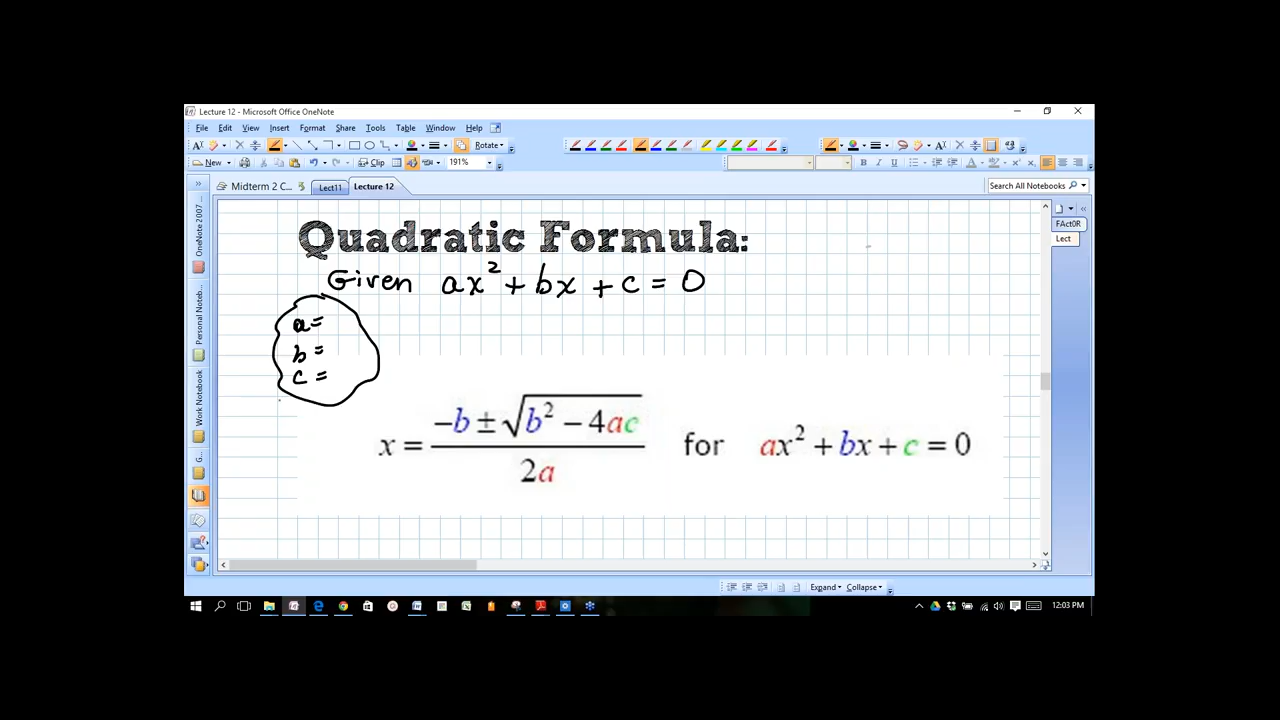 Lecture 12 - Microsoft Office OneNote
File Edit View Insert Format Share Tools Table Window Help
Rotate
New Clip 191% B I U
Midterm 2 C... Lect11 Lecture 12 Search All Notebooks
OneNote 2007 ...
Personal Noteb...
Work Notebook
G...
FAct0R
Lect
Quadratic Formula:
Given ax² + bx + c = 0
a =
b =
c =
x = (-b ± √(b² − 4ac)) / 2a for ax² + bx + c = 0
Expand Collapse
12:03 PM